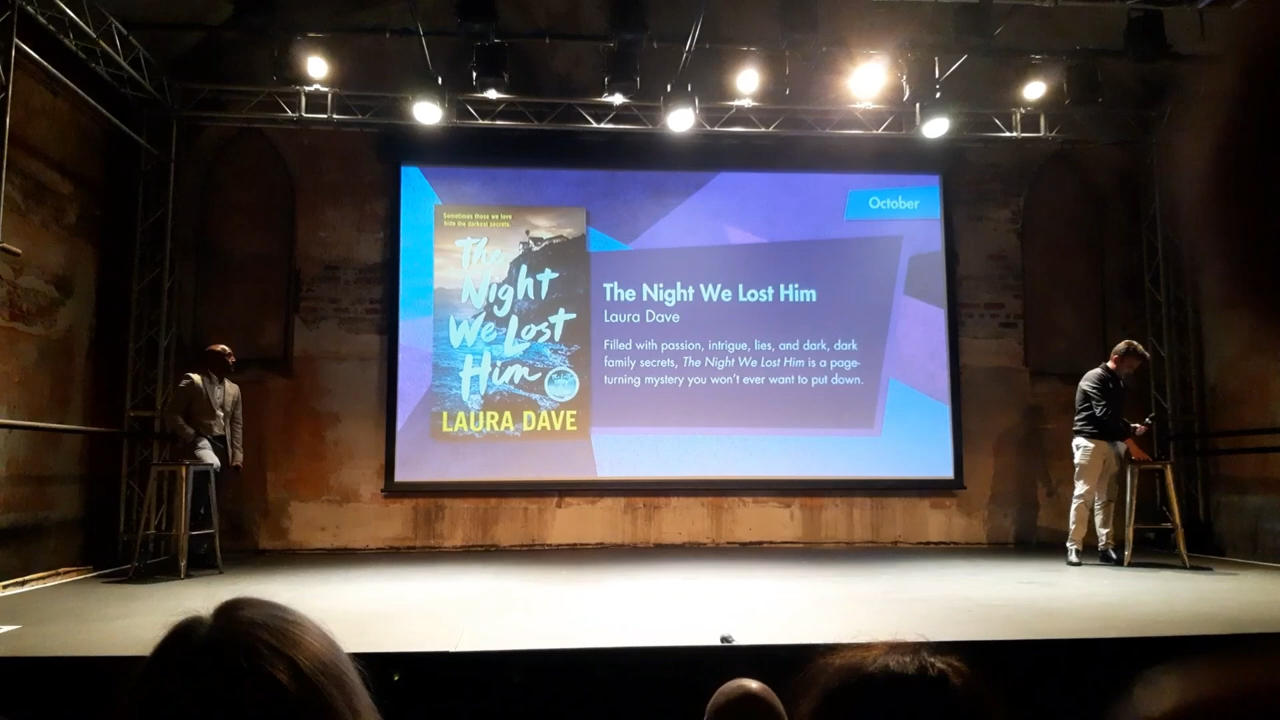 October
Sometimes those we love
hide the darkest secrets.
The
Night
We Lost
Him
LAURA DAVE
The Night We Lost Him
Laura Dave
Filled with passion, intrigue, lies, and dark, dark
family secrets, The Night We Lost Him is a page-
turning mystery you won't ever want to put down.